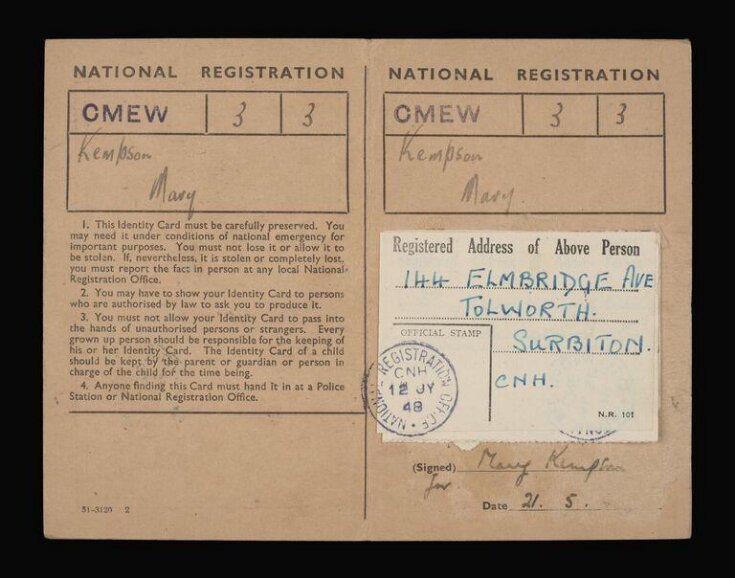 NATIONAL REGISTRATION
CMEW 3 3
Kempson
Mary
1. This Identity Card must be carefully preserved. You
may need it under conditions of national emergency for
important purposes. You must not lose it or allow it to
be stolen. If, nevertheless, it is stolen or completely lost,
you must report the fact in person at any local National
Registration Office.
2. You may have to show your Identity Card to persons
who are authorised by law to ask you to produce it.
3. You must not allow your Identity Card to pass into
the hands of unauthorised persons or strangers. Every
grown up person should be responsible for the keeping of
his or her Identity Card. The Identity Card of a child
should be kept by the parent or guardian or person in
charge of the child for the time being.
4. Anyone finding this Card must hand it in at a Police
Station or National Registration Office.
51-3120 2
NATIONAL REGISTRATION
CMEW 3 3
Kempson
Mary.
Registered Address of Above Person
144 ELMBRIDGE AVE
TOLWORTH.
OFFICIAL STAMP
SURBITON.
CNH.
NATIONAL REGISTRATION OFFICE
CNH
12 JY
48
N.R. 101
(Signed) Mary Kempson
for
Date 21. 5.